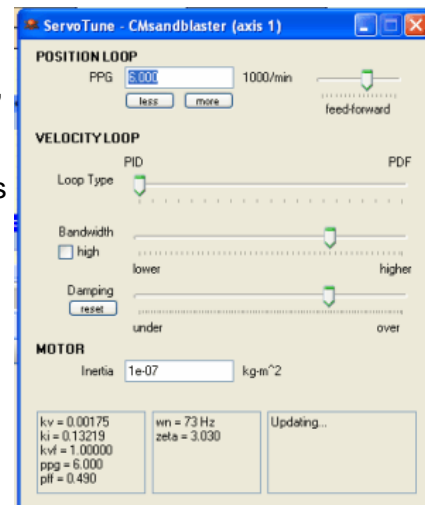 ServoTune - CMsandblaster (axis 1)
POSITION LOOP
PPG 6.000 1000/min
less more
feed-forward
VELOCITY LOOP
PID PDF
Loop Type
s
Bandwidth
high
lower higher
Damping
reset
under over
MOTOR
Inertia 1e-07 kg-m^2
kv = 0.00175
ki = 0.13219
kvf = 1.00000
ppg = 6.000
pff = 0.490
wn = 73 Hz
zeta = 3.030
Updating...